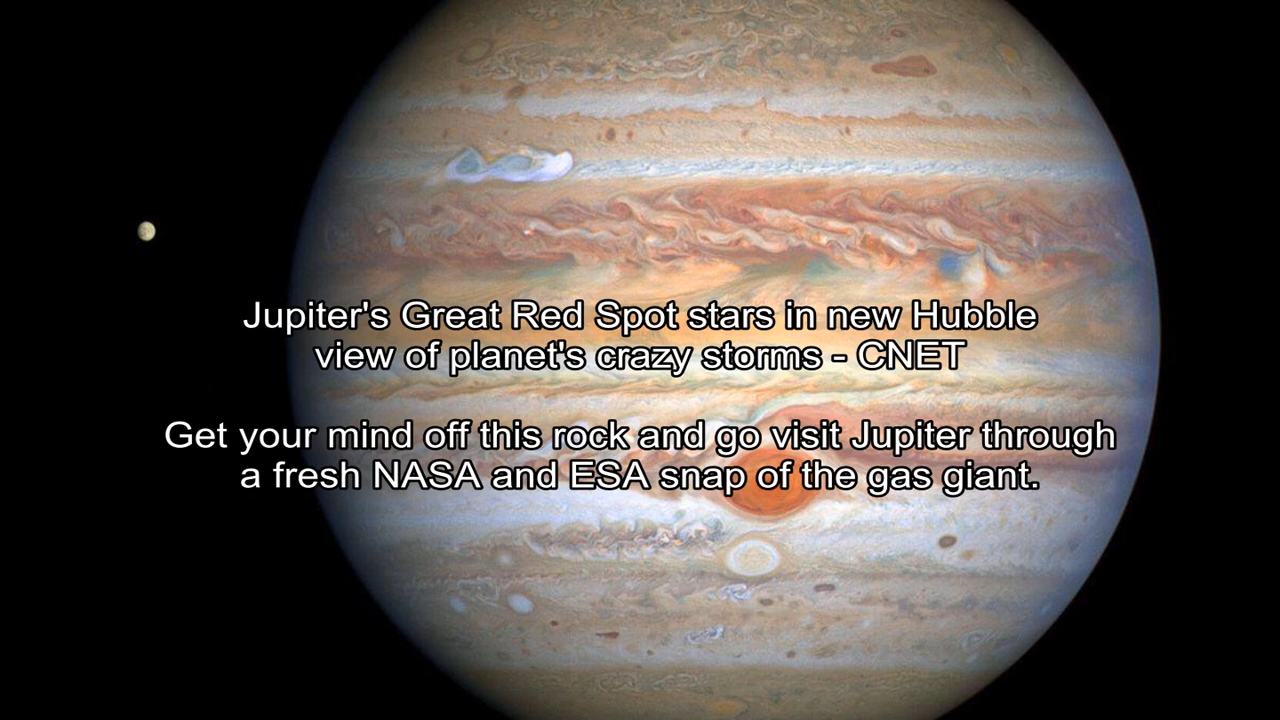 Jupiter's Great Red Spot stars in new Hubble
view of planet's crazy storms - CNET
Get your mind off this rock and go visit Jupiter through
a fresh NASA and ESA snap of the gas giant.